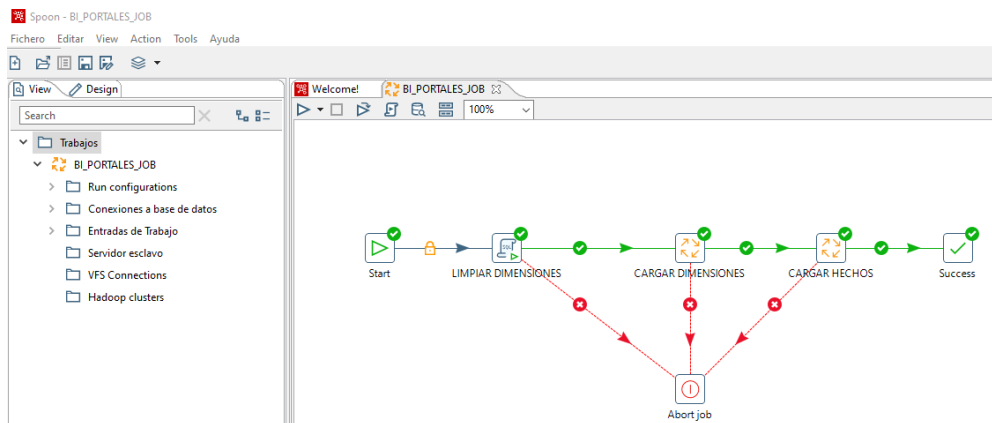 Spoon - BI_PORTALES_JOB
Fichero Editar View Action Tools Ayuda
View Design
Search
Trabajos
BI_PORTALES_JOB
Run configurations
Conexiones a base de datos
Entradas de Trabajo
Servidor esclavo
VFS Connections
Hadoop clusters
Welcome! BI_PORTALES_JOB
100%
SQL
Start LIMPIAR DIMENSIONES CARGAR DIMENSIONES CARGAR HECHOS Success
Abort job